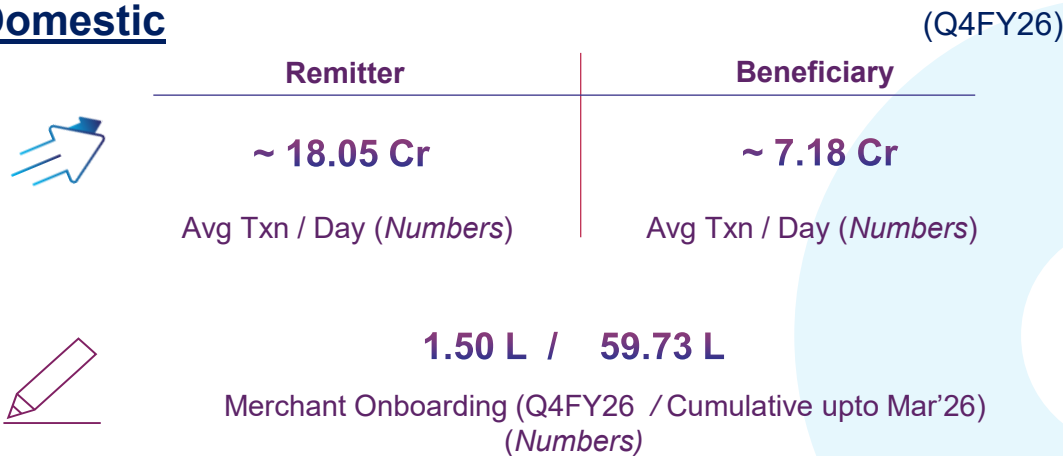 Domestic
(Q4FY26)
Remitter
Beneficiary
~ 18.05 Cr
~ 7.18 Cr
Avg Txn / Day (Numbers)
Avg Txn / Day (Numbers)
1.50 L / 59.73 L
Merchant Onboarding (Q4FY26 / Cumulative upto Mar’26)
(Numbers)